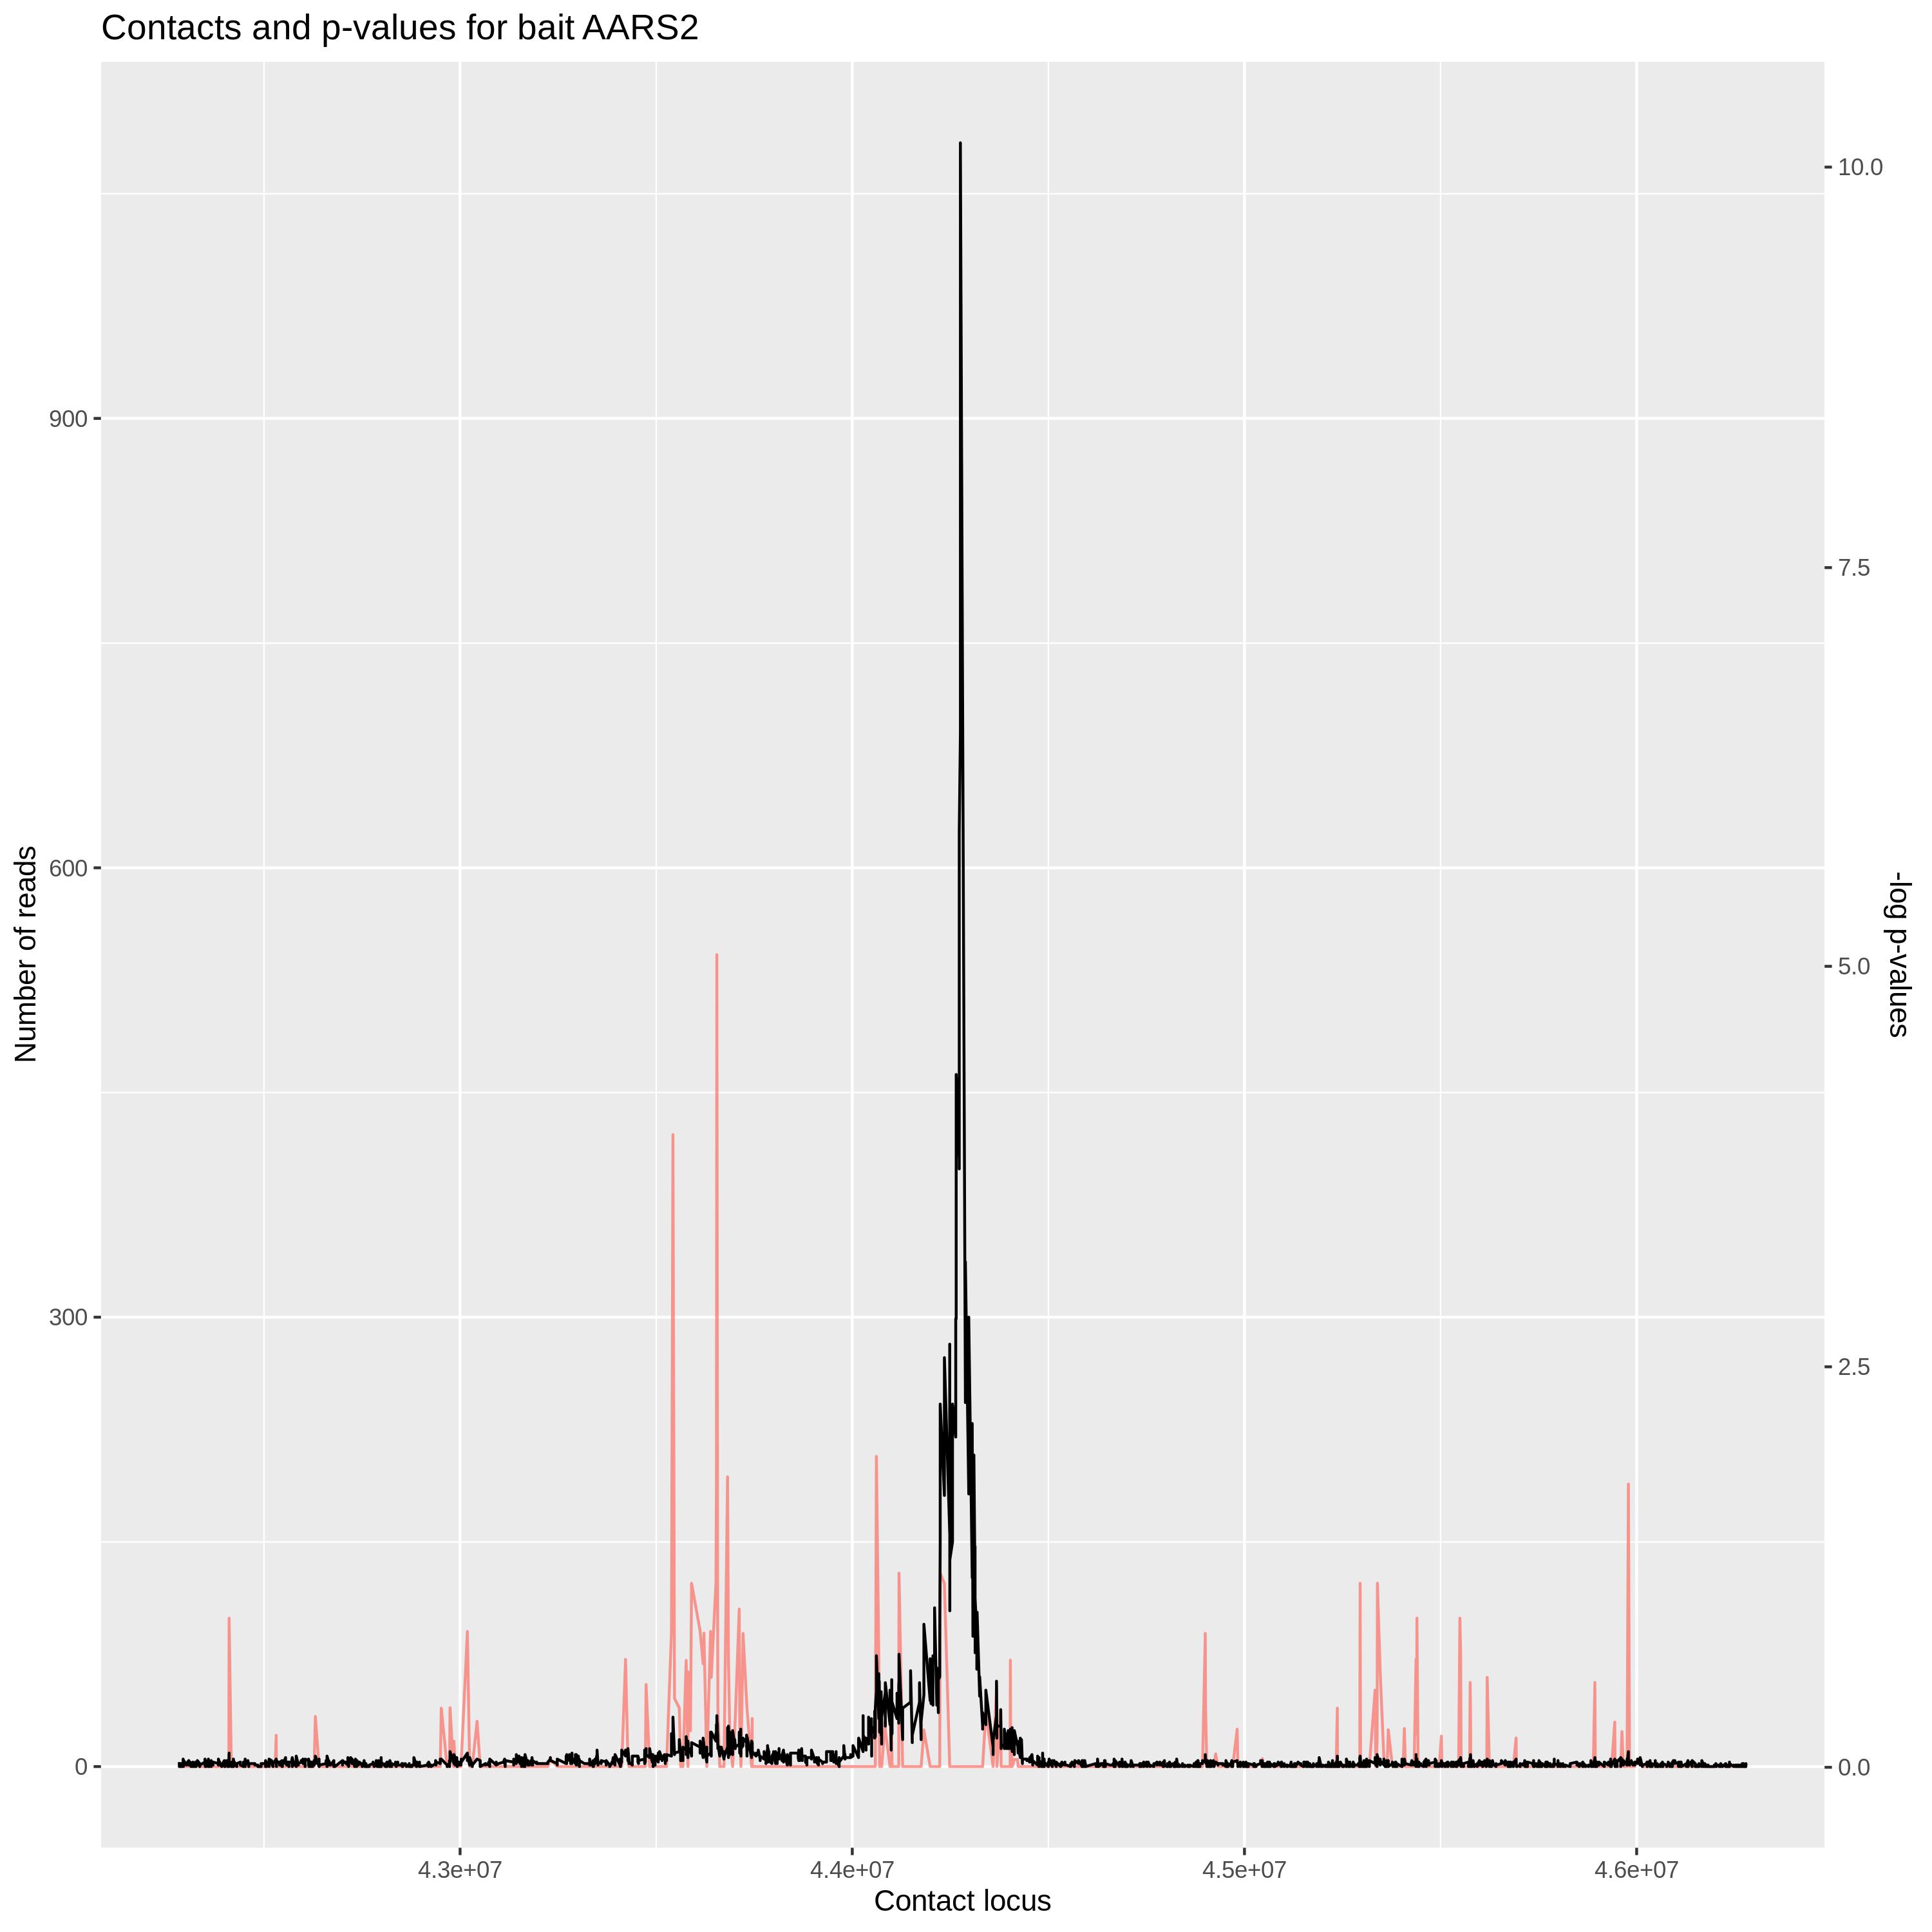 Contacts and p-values for bait AARS2
10.0
900
7.5
600
Number of reads
-log p-values
5.0
300
2.5
0
0.0
4.3e+07
4.4e+07
4.5e+07
4.6e+07
Contact locus